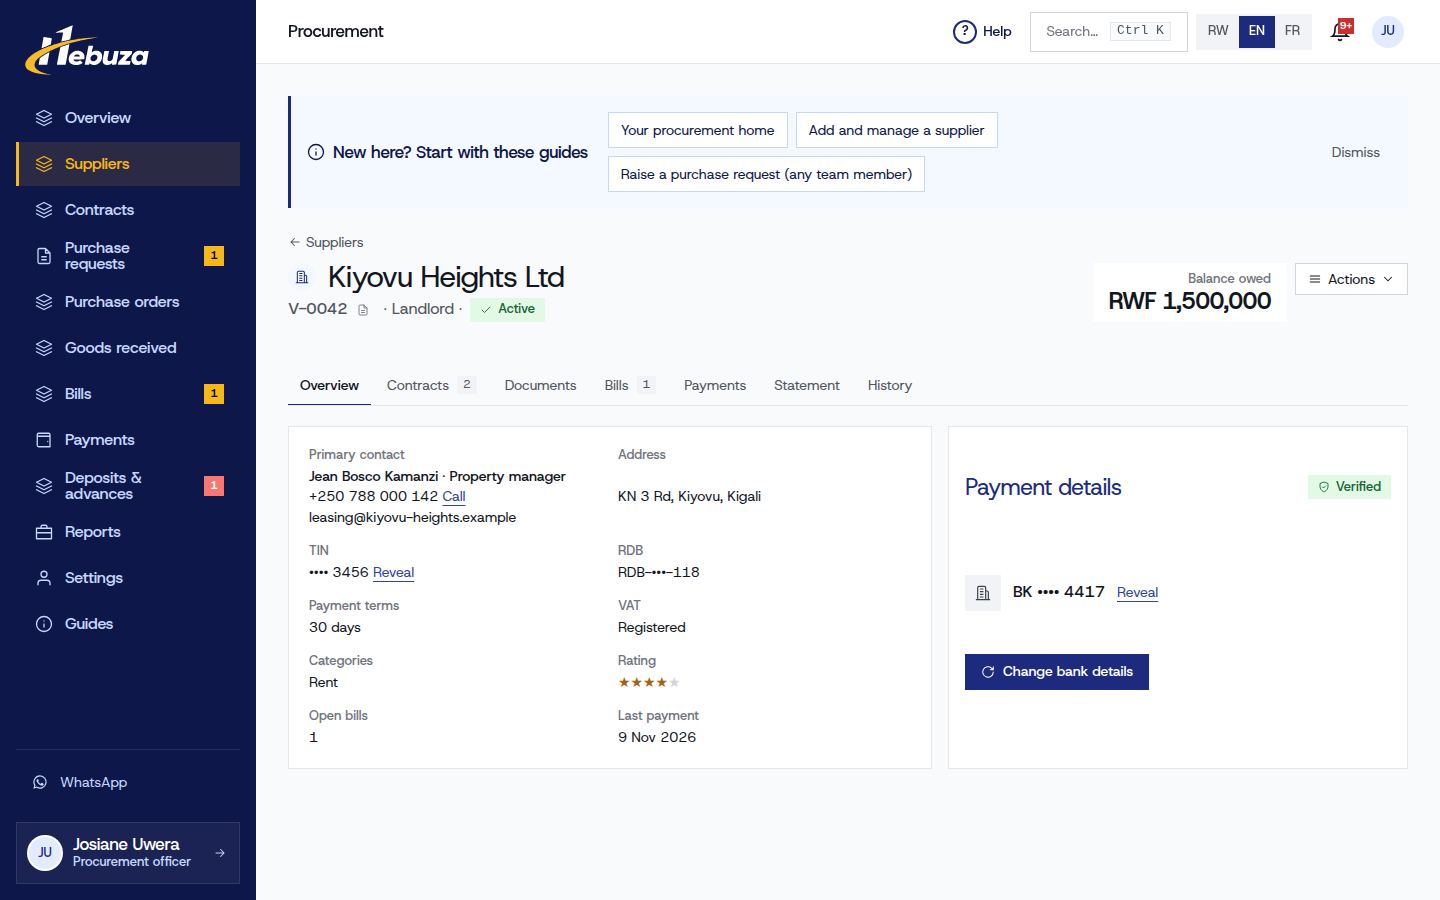 Hebuza
Overview
Suppliers
Contracts
Purchase
requests
1
Purchase orders
Goods received
Bills
1
Payments
Deposits &
advances
1
Reports
Settings
Guides
WhatsApp
JU
Josiane Uwera
Procurement officer
Procurement
? Help
Search... Ctrl K
RW EN FR
9+
JU
New here? Start with these guides
Your procurement home
Add and manage a supplier
Raise a purchase request (any team member)
Dismiss
← Suppliers
Kiyovu Heights Ltd
V-0042 · Landlord · Active
Balance owed
RWF 1,500,000
Actions
Overview Contracts 2 Documents Bills 1 Payments Statement History
Primary contact
Jean Bosco Kamanzi · Property manager
+250 788 000 142 Call
leasing@kiyovu-heights.example
Address
KN 3 Rd, Kiyovu, Kigali
TIN
•••• 3456 Reveal
RDB
RDB-•••-118
Payment terms
30 days
VAT
Registered
Categories
Rent
Rating
★★★★★
Open bills
1
Last payment
9 Nov 2026
Payment details
Verified
BK •••• 4417 Reveal
Change bank details